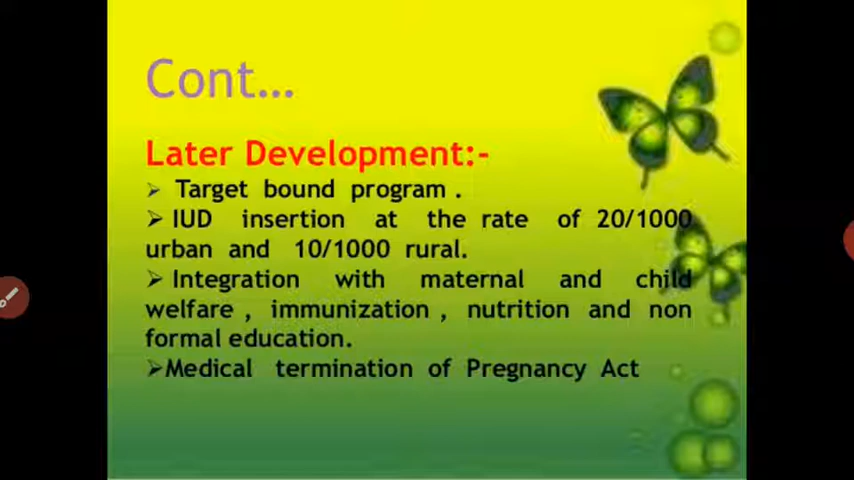 Cont...
Later Development:-
➢ Target bound program .
➢ IUD insertion at the rate of 20/1000
urban and 10/1000 rural.
➢ Integration with maternal and child
welfare , immunization , nutrition and non
formal education.
➢Medical termination of Pregnancy Act